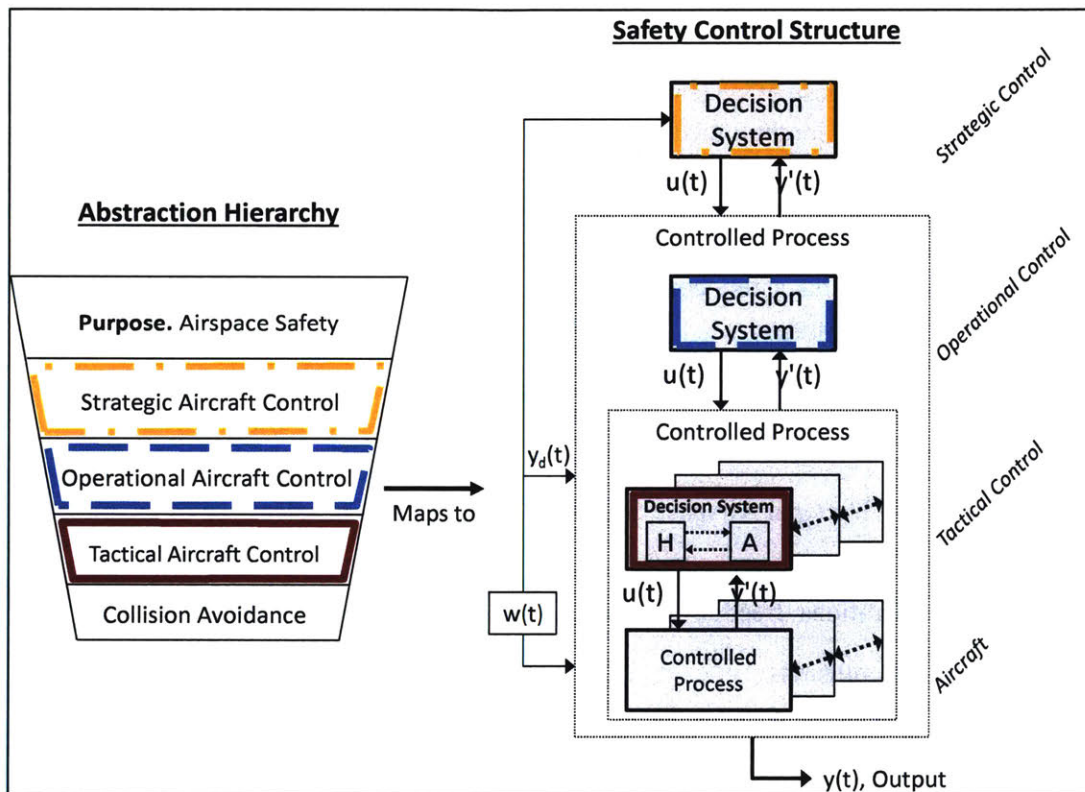 Safety Control Structure
Decision
System
Strategic Control
u(t)
y'(t)
Abstraction Hierarchy
Controlled Process
Purpose. Airspace Safety
Decision
System
Operational Control
Strategic Aircraft Control
u(t)
y'(t)
Controlled Process
Operational Aircraft Control
yd(t)
Maps to
Decision System
H
A
Tactical Control
Tactical Aircraft Control
u(t)
y'(t)
Collision Avoidance
w(t)
Controlled
Process
Aircraft
y(t), Output